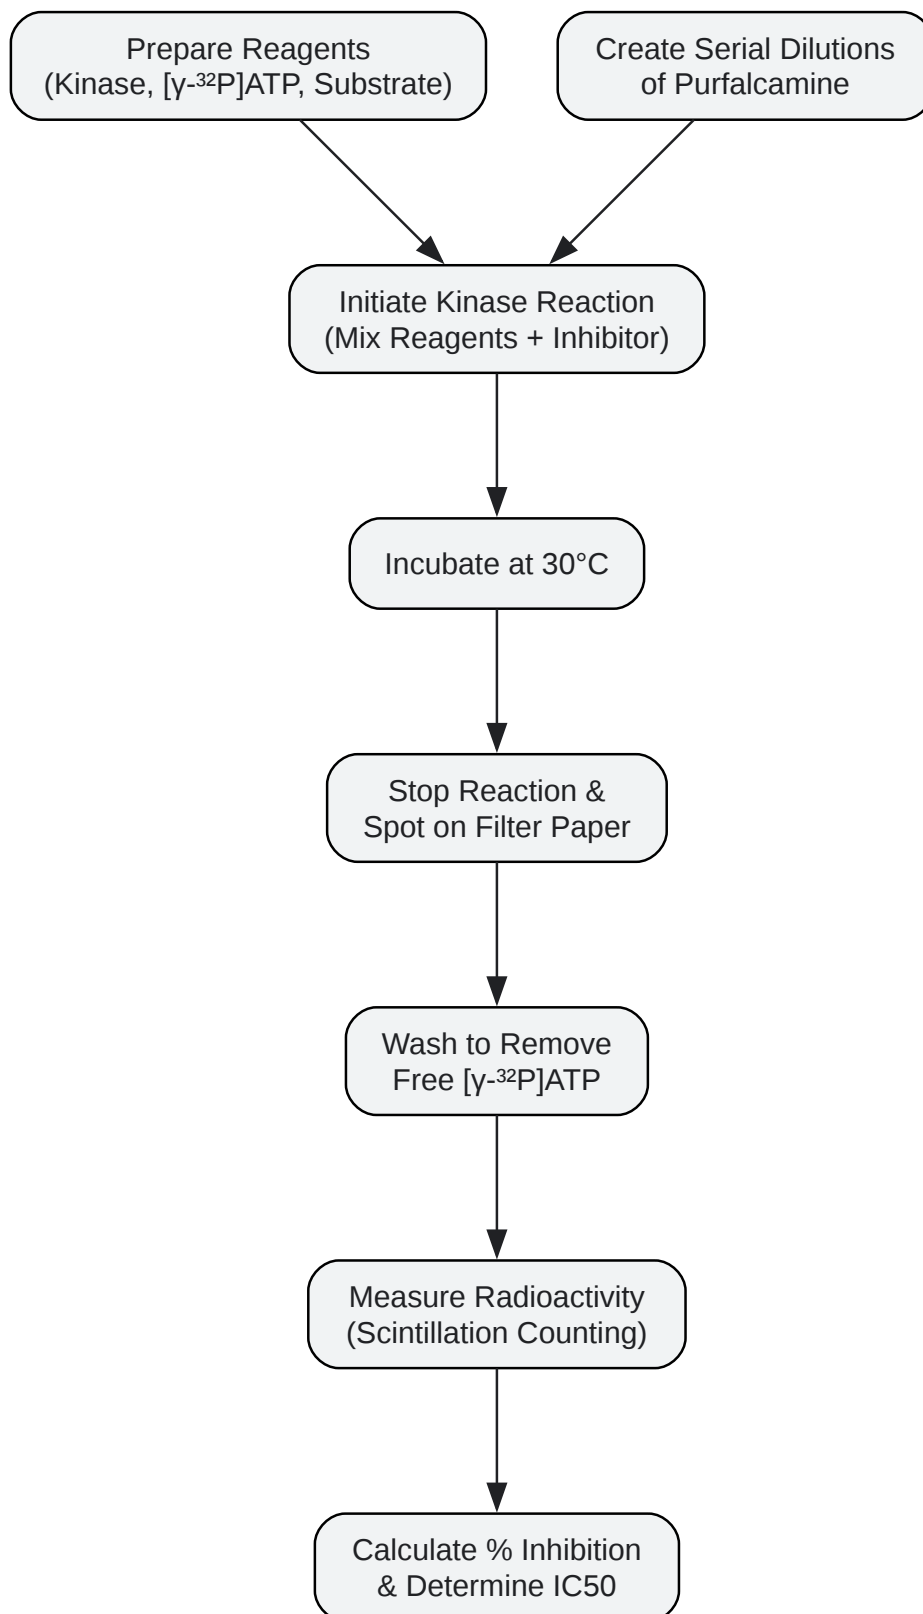 Prepare Reagents
(Kinase, [γ-³²P]ATP, Substrate)
Create Serial Dilutions
of Purfalcamine
Initiate Kinase Reaction
(Mix Reagents + Inhibitor)
Incubate at 30°C
Stop Reaction &
Spot on Filter Paper
Wash to Remove
Free [γ-³²P]ATP
Measure Radioactivity
(Scintillation Counting)
Calculate % Inhibition
& Determine IC50